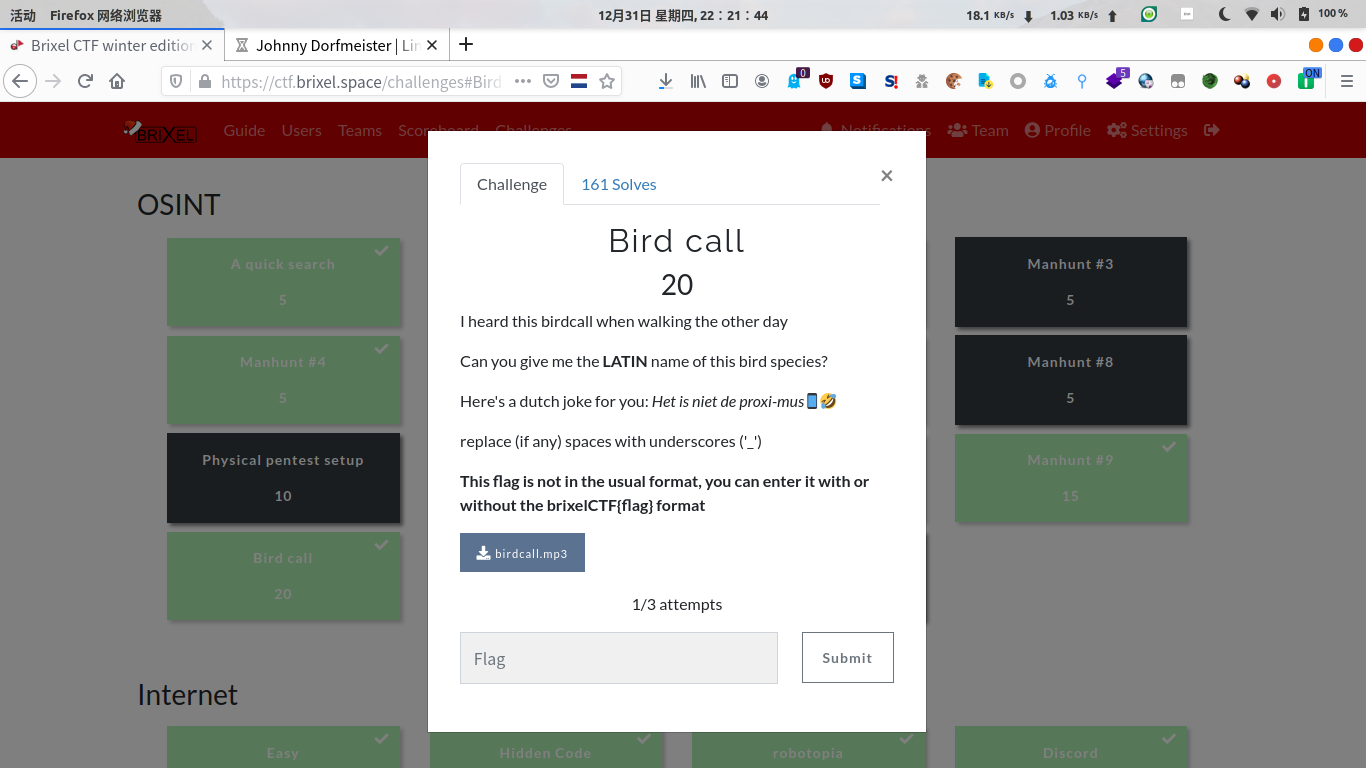 活动 Firefox 网络浏览器 12月31日 星期四, 22：21：44 18.1 KB/s 1.03 KB/s 100 %
Brixel CTF winter edition Johnny Dorfmeister | Lin
https://ctf.brixel.space/challenges#Bird 0 5 ON
BRIXEL Guide Users Teams Scoreboard Challenges Notifications Team Profile Settings
Challenge 161 Solves ×
OSINT
Bird call
A quick search
Manhunt #3
20
5
5
I heard this birdcall when walking the other day
Can you give me the LATIN name of this bird species?
Manhunt #4
Manhunt #8
5
5
Here's a dutch joke for you: Het is niet de proxi-mus📱🤣
replace (if any) spaces with underscores ('_')
Physical pentest setup
Manhunt #9
This flag is not in the usual format, you can enter it with or
10
15
without the brixelCTF{flag} format
birdcall.mp3
Bird call
20
1/3 attempts
Flag Submit
Internet
Easy
Hidden Code
robotopia
Discord